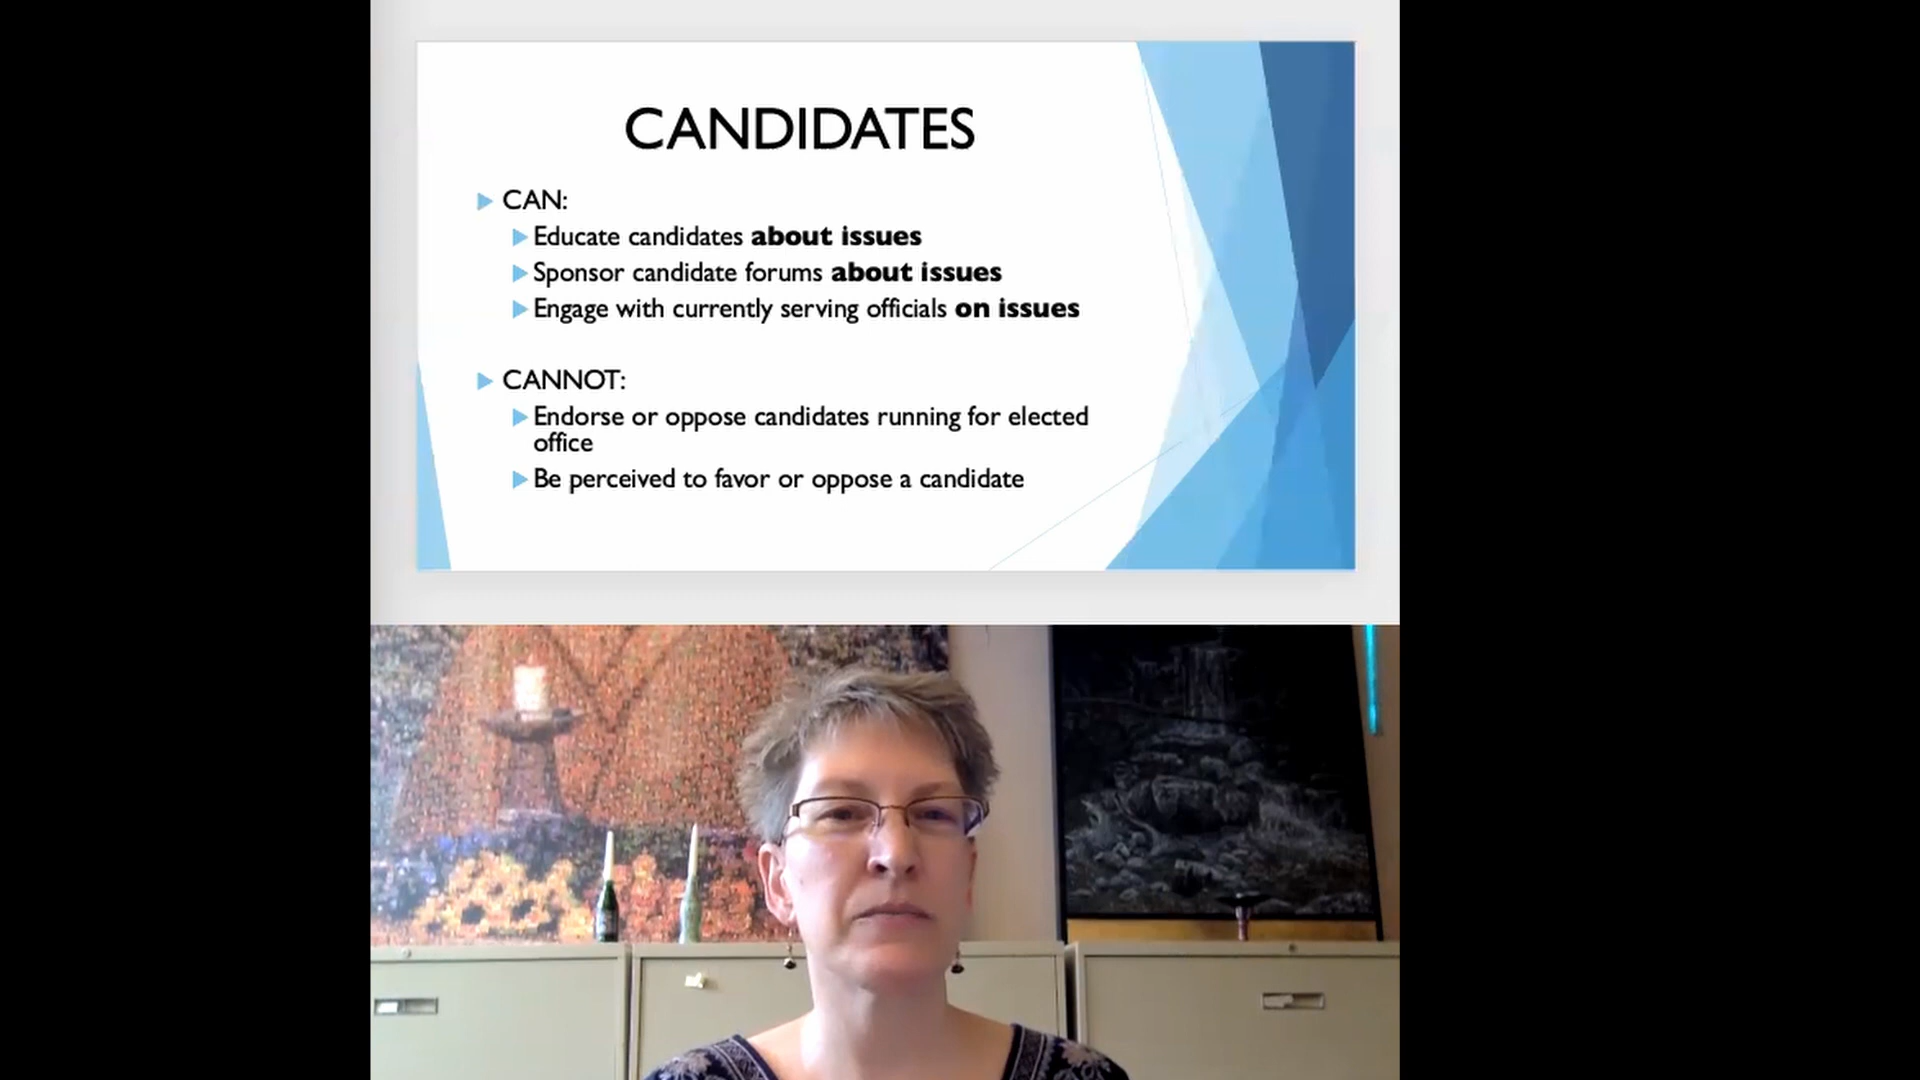 CANDIDATES
CAN:
Educate candidates about issues
Sponsor candidate forums about issues
Engage with currently serving officials on issues
CANNOT:
Endorse or oppose candidates running for elected
office
Be perceived to favor or oppose a candidate